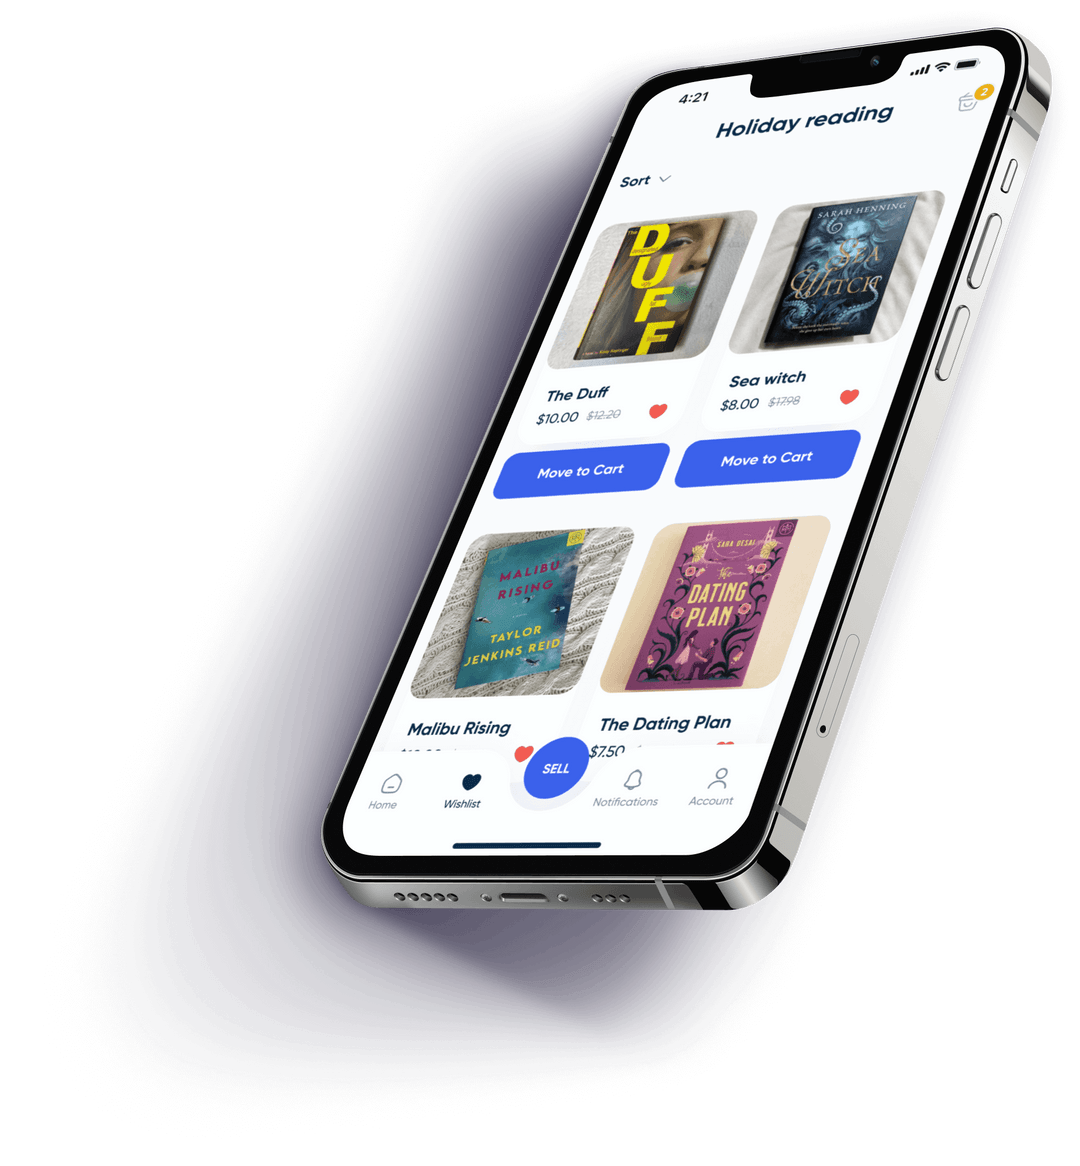 4:21
2
Holiday reading
Sort
The
DUFF
SARAH HENNING
SEA
WITCH
The Duff
$10.00 $12.20
Sea witch
$8.00 $17.98
Move to Cart
Move to Cart
MALIBU
RISING
TAYLOR
JENKINS REID
SARA DESAI
the
DATING
PLAN
Malibu Rising
The Dating Plan
$7.50
SELL
Home
Wishlist
Notifications
Account